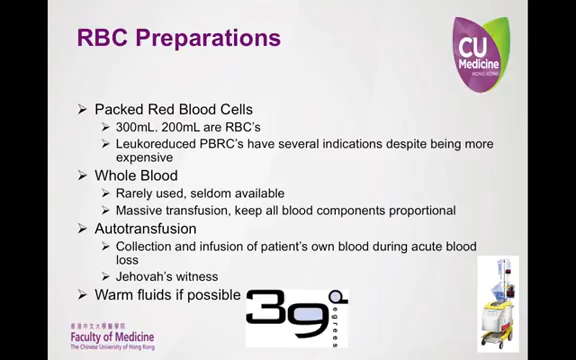 RBC Preparations
CU
Medicine
HONG KONG
Packed Red Blood Cells
300mL. 200mL are RBC's
Leukoreduced PBRC's have several indications despite being more
expensive
Whole Blood
Rarely used, seldom available
Massive transfusion, keep all blood components proportional
Autotransfusion
Collection and infusion of patient's own blood during acute blood
loss
Jehovah's witness
Warm fluids if possible
39
degrees
香港中文大學醫學院
Faculty of Medicine
The Chinese University of Hong Kong